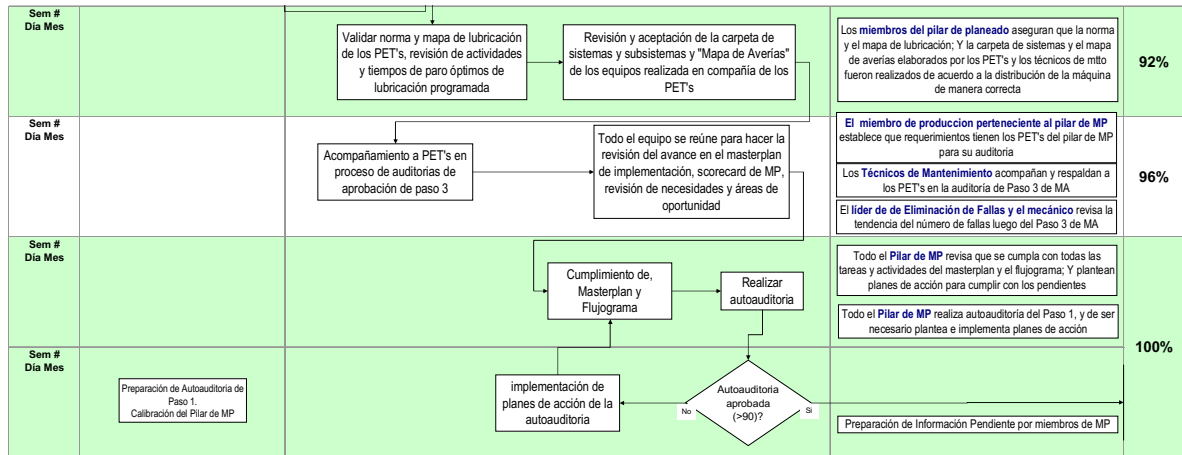 Sem #
Día Mes
Validar norma y mapa de lubricación
de los PET's, revisión de actividades
y tiempos de paro óptimos de
lubricación programada
Revisión y aceptación de la carpeta de
sistemas y subsistemas y "Mapa de Averías"
de los equipos realizada en compañía de los
PET's
Los miembros del pilar de planeado aseguran que la norma
y el mapa de lubricación; Y la carpeta de sistemas y el mapa
de averías elaborados por los PET's y los técnicos de mtto
fueron realizados de acuerdo a la distribución de la máquina
de manera correcta
92%
Sem #
Día Mes
Acompañamiento a PET's en
proceso de auditorias de
aprobación de paso 3
Todo el equipo se reúne para hacer la
revisión del avance en el masterplan
de implementación, scorecard de MP,
revisión de necesidades y áreas de
oportunidad
El miembro de produccion perteneciente al pilar de MP
establece que requerimientos tienen los PET's del pilar de MP
para su auditoria
Los Técnicos de Mantenimiento acompañan y respaldan a
los PET's en la auditoría de Paso 3 de MA
El líder de de Eliminación de Fallas y el mecánico revisa la
tendencia del número de fallas luego del Paso 3 de MA
96%
Sem #
Día Mes
Cumplimiento de,
Masterplan y
Flujograma
Realizar
autoauditoria
Todo el Pilar de MP revisa que se cumpla con todas las
tareas y actividades del masterplan y el flujograma; Y plantean
planes de acción para cumplir con los pendientes
Todo el Pilar de MP realiza autoauditoría del Paso 1, y de ser
necesario plantea e implementa planes de acción
100%
Sem #
Día Mes
Preparación de Autoauditoria de
Paso 1.
Calibración del Pilar de MP
implementación de
planes de acción de la
autoauditoría
No
Autoauditoria
aprobada
(>90)?
Si
Preparación de Información Pendiente por miembros de MP